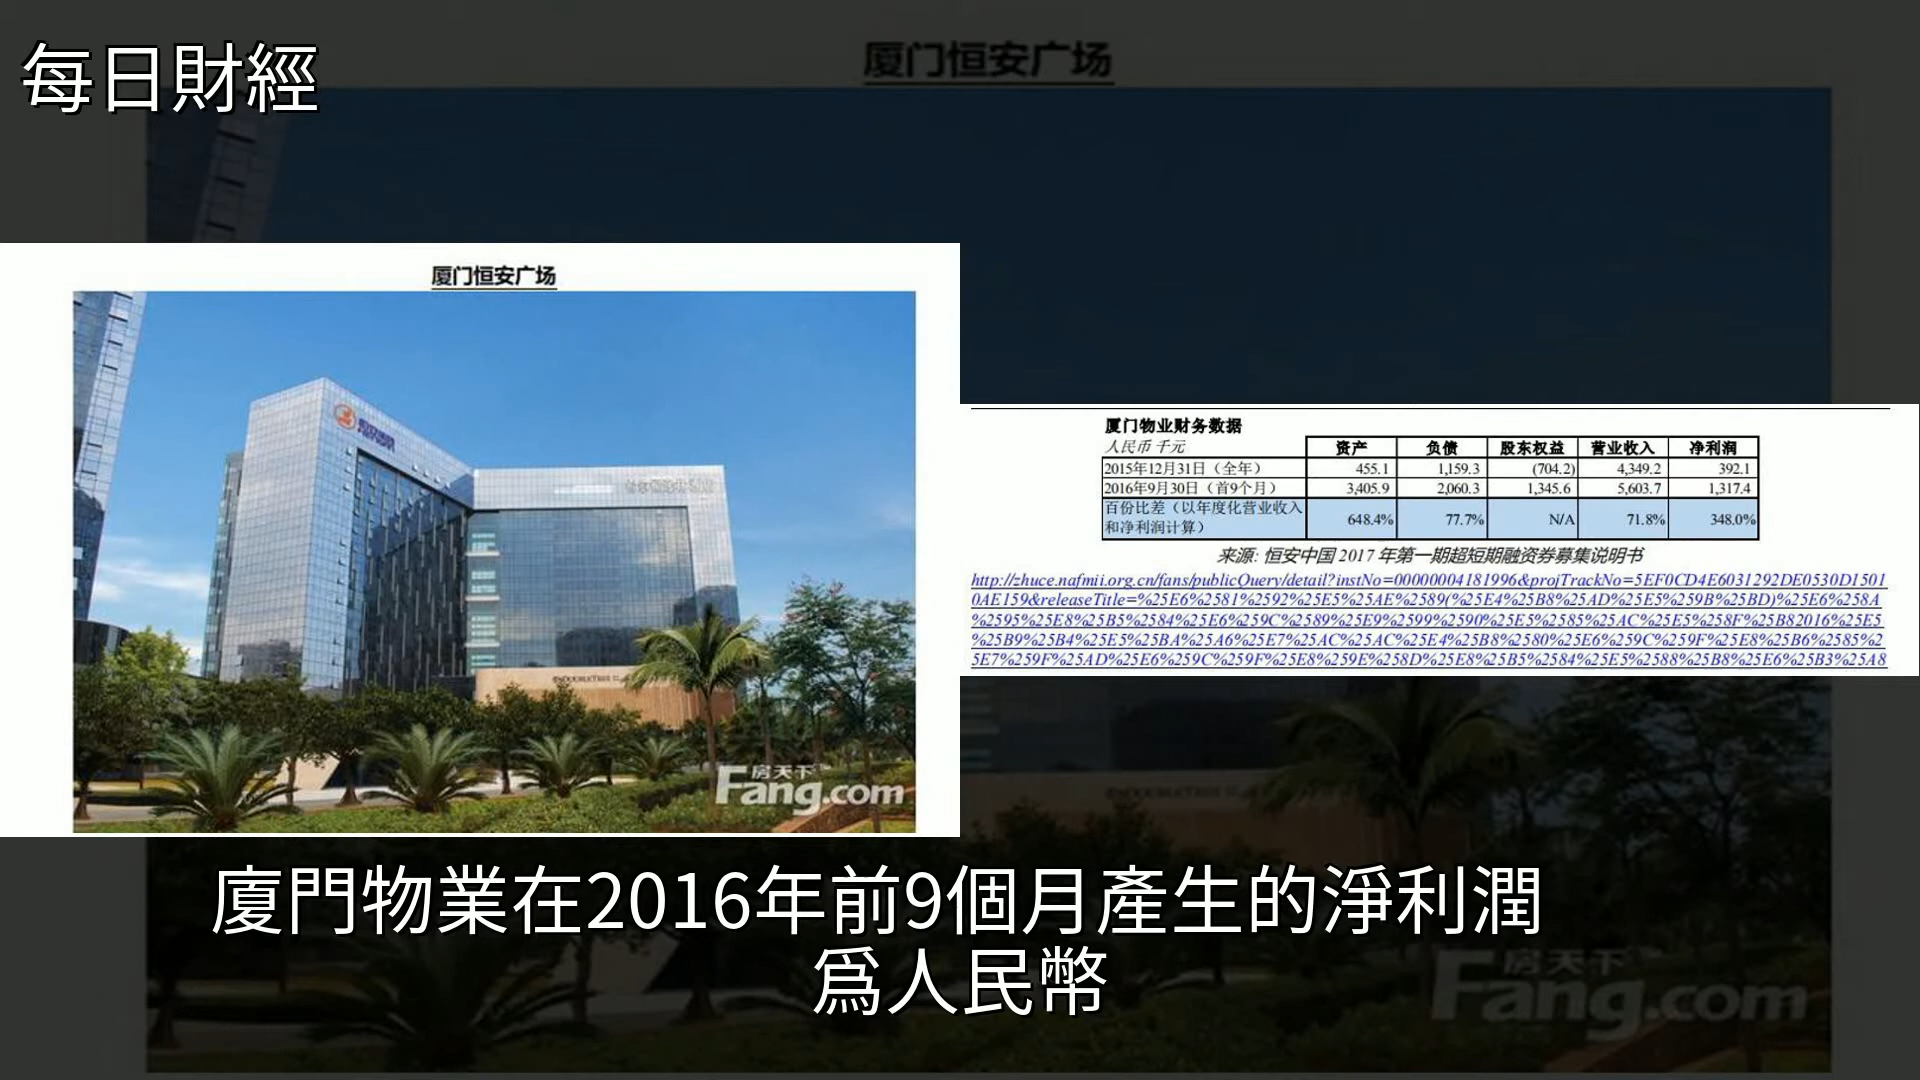 每日財經
厦门恒安广场
厦门恒安广场
房天下
Fang.com
厦门物业财务数据
人民币 千元 资产 负债 股东权益 营业收入 净利润
2015年12月31日（全年） 455.1 1,159.3 (704.2) 4,349.2 392.1
2016年9月30日（首9个月） 3,405.9 2,060.3 1,345.6 5,603.7 1,317.4
百份比差（以年度化营业收入
和净利润计算） 648.4% 77.7% N/A 71.8% 348.0%
来源: 恒安中国 2017 年第一期超短期融资券募集说明书
http://zhuce.nafmii.org.cn/fans/publicQuery/detail?instNo=00000004181996&projTrackNo=5EF0CD4E6031292DE0530D1501
0AE159&releaseTitle=%25E6%2581%2592%25E5%25AE%2589(%25E4%25B8%25AD%25E5%259B%25BD)%25E6%258A
%2595%25E8%25B5%2584%25E6%259C%2589%25E9%2599%2590%25E5%2585%25AC%25E5%258F%25B82016%25E5
%25B9%25B4%25E5%25BA%25A6%25E7%25AC%25AC%25E4%25B8%2580%25E6%259C%259F%25E8%25B6%2585%2
5E7%259F%25AD%25E6%259C%259F%25E8%259E%258D%25E8%25B5%2584%25E5%2588%25B8%25E6%25B3%25A8
廈門物業在2016年前9個月產生的淨利潤
爲人民幣
房天下
Fang.com